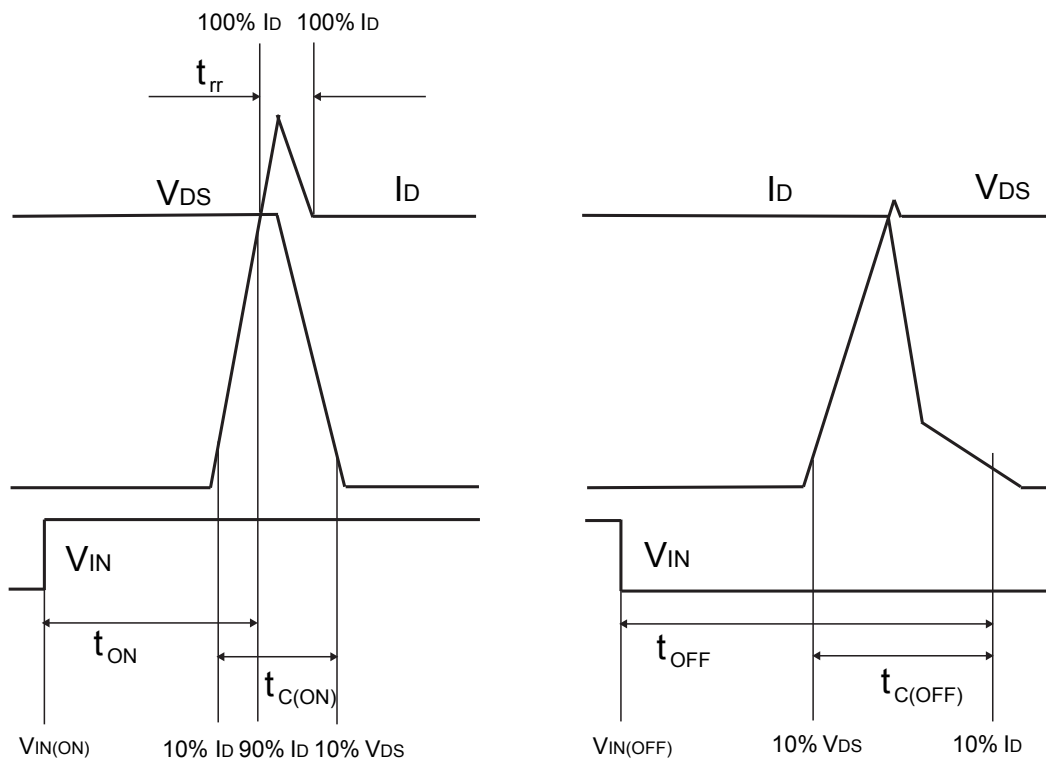 100% ID 100% ID
trr
VDS ID
ID VDS
VIN
VIN
tON
tOFF
tC(ON)
tC(OFF)
VIN(ON) 10% ID 90% ID 10% VDS
VIN(OFF) 10% VDS 10% ID